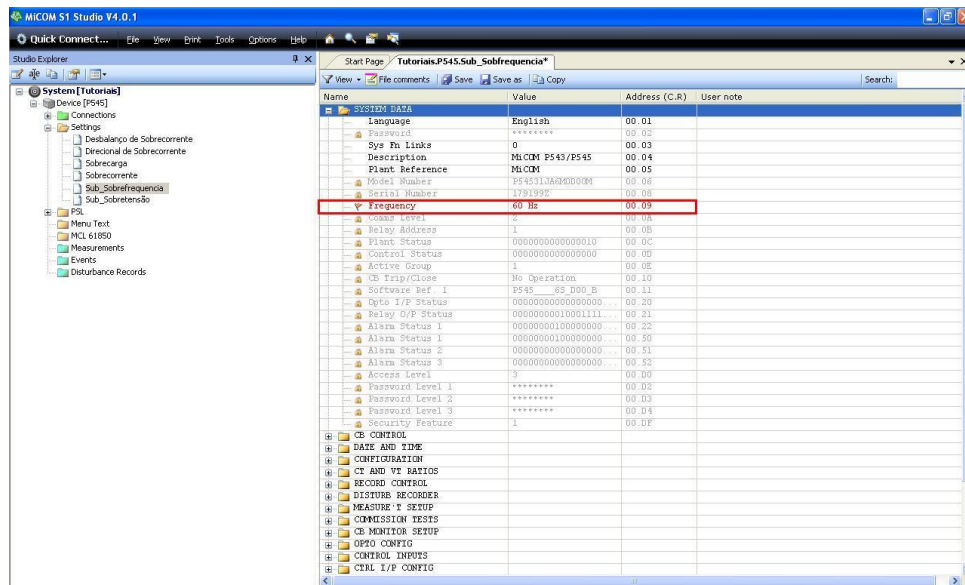 MiCOM S1 Studio V4.0.1
Quick Connect... File View Print Tools Options Help
Studio Explorer
System [Tutoriais]
Device [P545]
Connections
Settings
Desbalanço de Sobrecorrente
Direcional de Sobrecorrente
Sobrecarga
Sobrecorrente
Sub_Sobrefrequencia
Sub_Sobretensão
PSL
Menu Text
MCL 61850
Measurements
Events
Disturbance Records
Start Page Tutoriais.P545.Sub_Sobfrequencia*
View File comments Save Save as Copy Search:
Name Value Address (C.R) User note
SYSTEM DATA
Language English 00.01
Password ******** 00.02
Sys Fn Links 0 00.03
Description MiCOM P543/P545 00.04
Plant Reference MiCOM 00.05
Model Number P54531JA6M0D00M 00.06
Serial Number 179199Z 00.08
Frequency 60 Hz 00.09
Comms Level 2 00.0A
Relay Address 1 00.0B
Plant Status 0000000000000010 00.0C
Control Status 0000000000000000 00.0D
Active Group 1 00.0E
CB Trip/Close No Operation 00.10
Software Ref. 1 P545____65_D00_B 00.11
Opto I/P Status 00000000000000000... 00.20
Relay O/P Status 00000000010001111... 00.21
Alarm Status 1 00000000100000000... 00.22
Alarm Status 1 00000000100000000... 00.50
Alarm Status 2 00000000000000000... 00.51
Alarm Status 3 00000000000000000... 00.52
Access Level 3 00.D0
Password Level 1 ******** 00.D2
Password Level 2 ******** 00.D3
Password Level 3 ******** 00.D4
Security Feature 1 00.DF
CB CONTROL
DATE AND TIME
CONFIGURATION
CT AND VT RATIOS
RECORD CONTROL
DISTURB RECORDER
MEASURE'T SETUP
COMMISSION TESTS
CB MONITOR SETUP
OPTO CONFIG
CONTROL INPUTS
CTRL I/P CONFIG